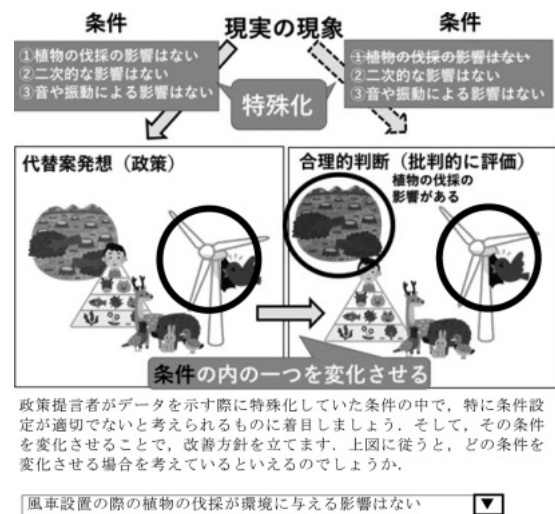 条件
現実の現象
条件
①植物の伐採の影響はない
②二次的な影響はない
③音や振動による影響はない
①植物の伐採の影響はない
②二次的な影響はない
③音や振動による影響はない
特殊化
代替案発想（政策）
合理的判断（批判的に評価）
植物の伐採の
影響がある
条件の内の一つを変化させる
政策提言者がデータを示す際に特殊化していた条件の中で，特に条件設
定が適切でないと考えられるものに着目しましょう．そして，その条件
を変化させることで，改善方針を立てます．上図に従うと，どの条件を
変化させる場合を考えているといえるのでしょうか．
風車設置の際の植物の伐採が環境に与える影響はない ▼